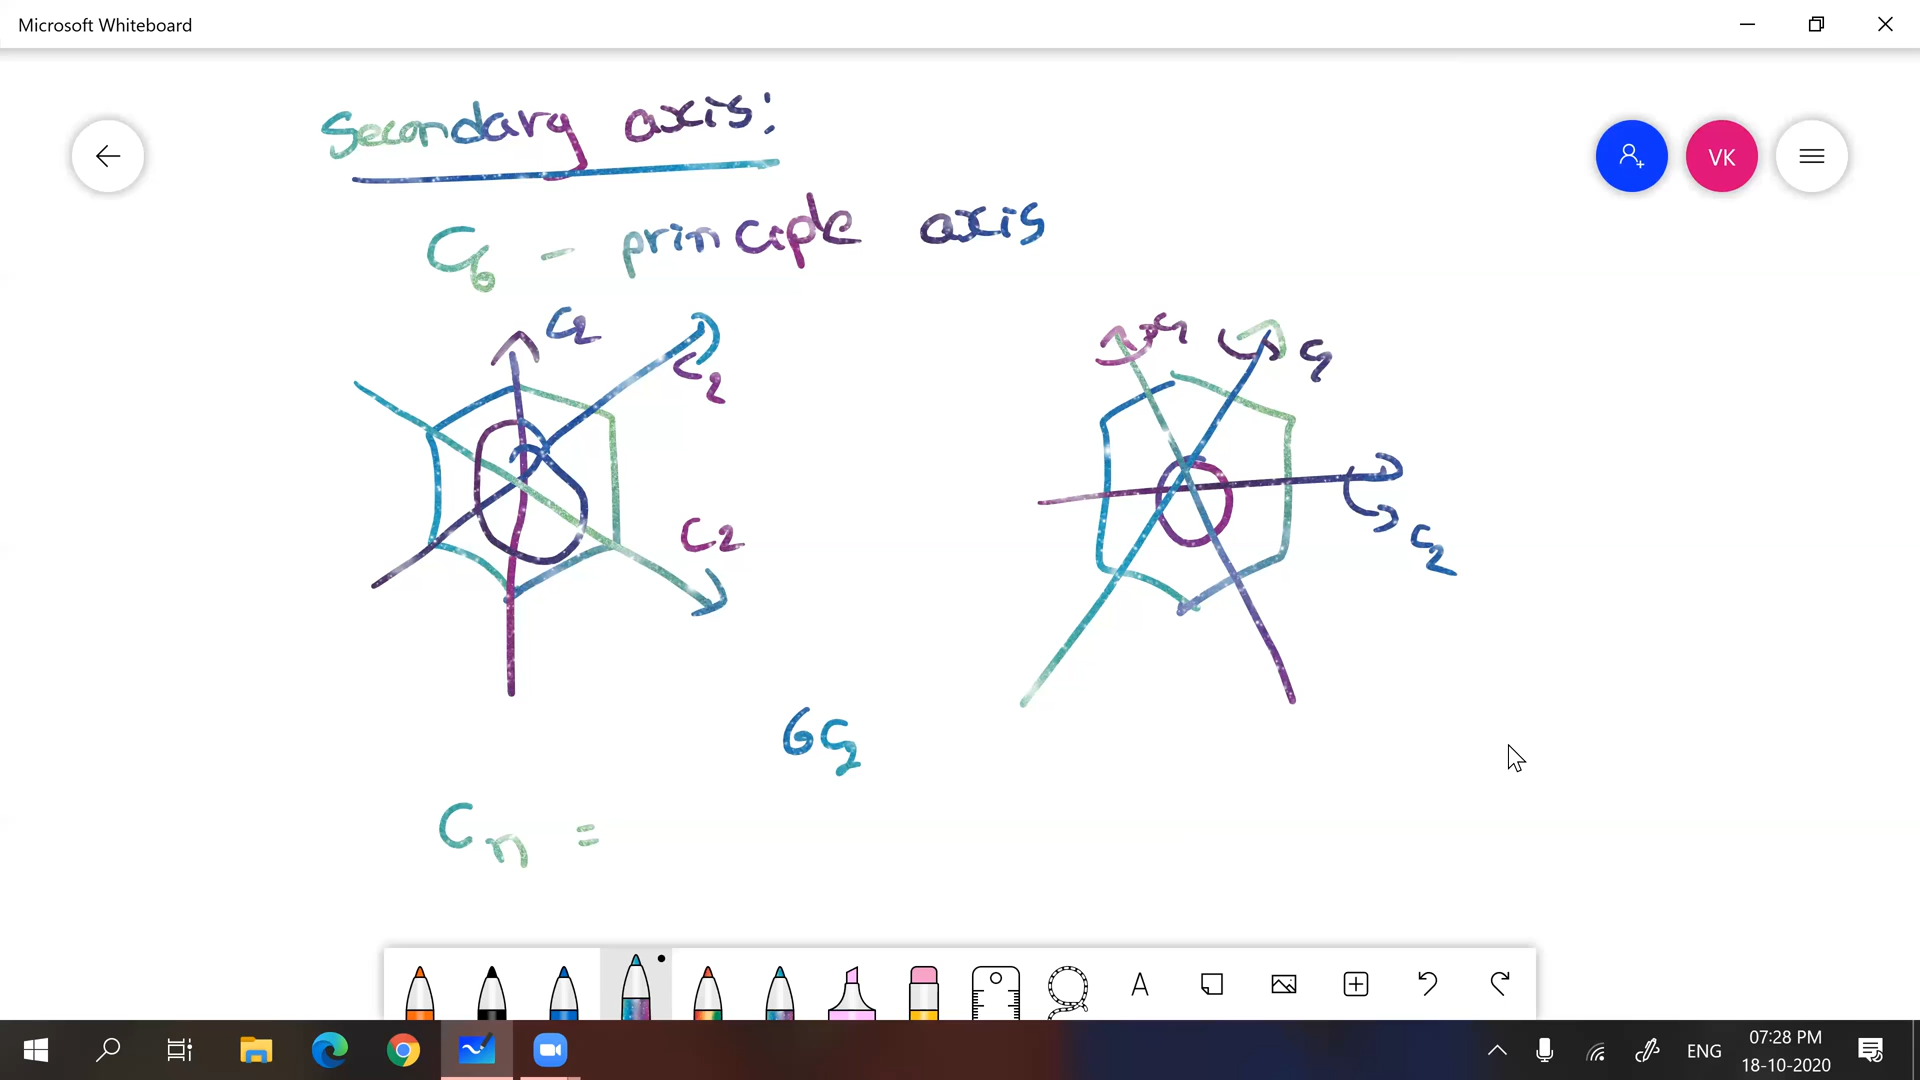 Microsoft Whiteboard
Secondary axis:
C6 - principle axis
VK
C2
C2
C2
C2
C2
C2
6C2
Cn =
A
ENG
07:28 PM
18-10-2020